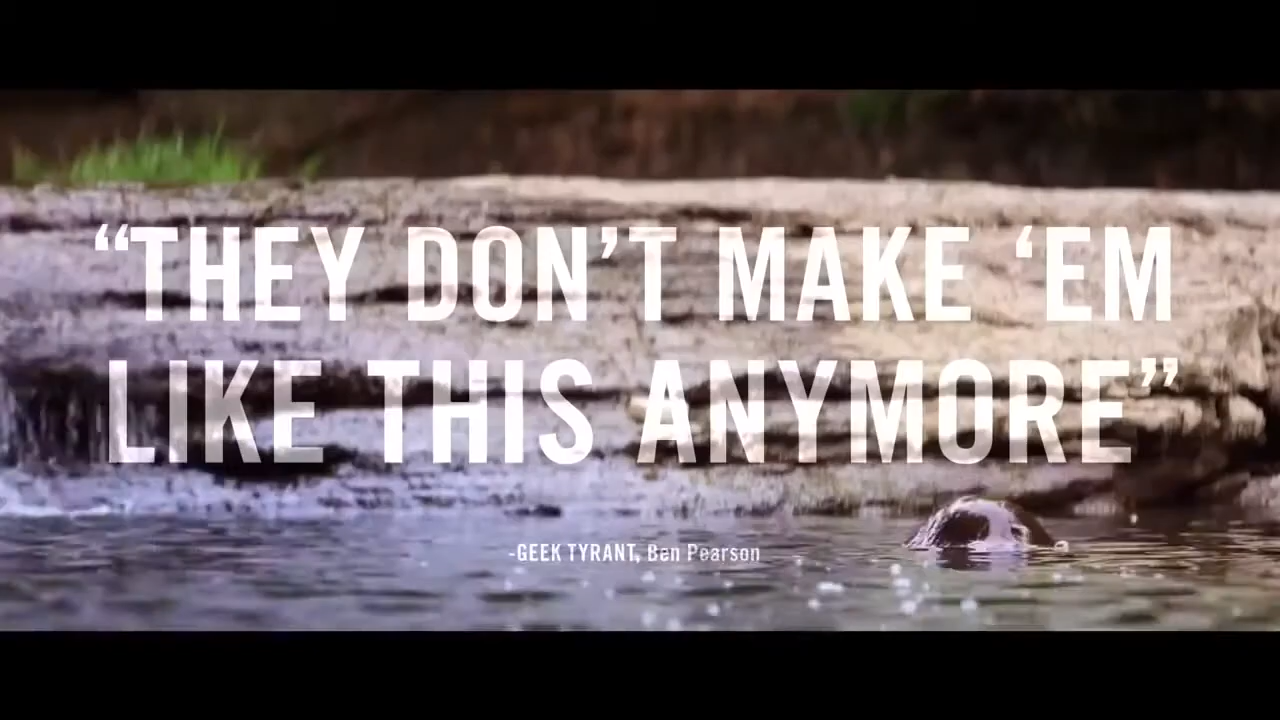 “THEY DON’T MAKE ‘EM
LIKE THIS ANYMORE”
-GEEK TYRANT, Ben Pearson